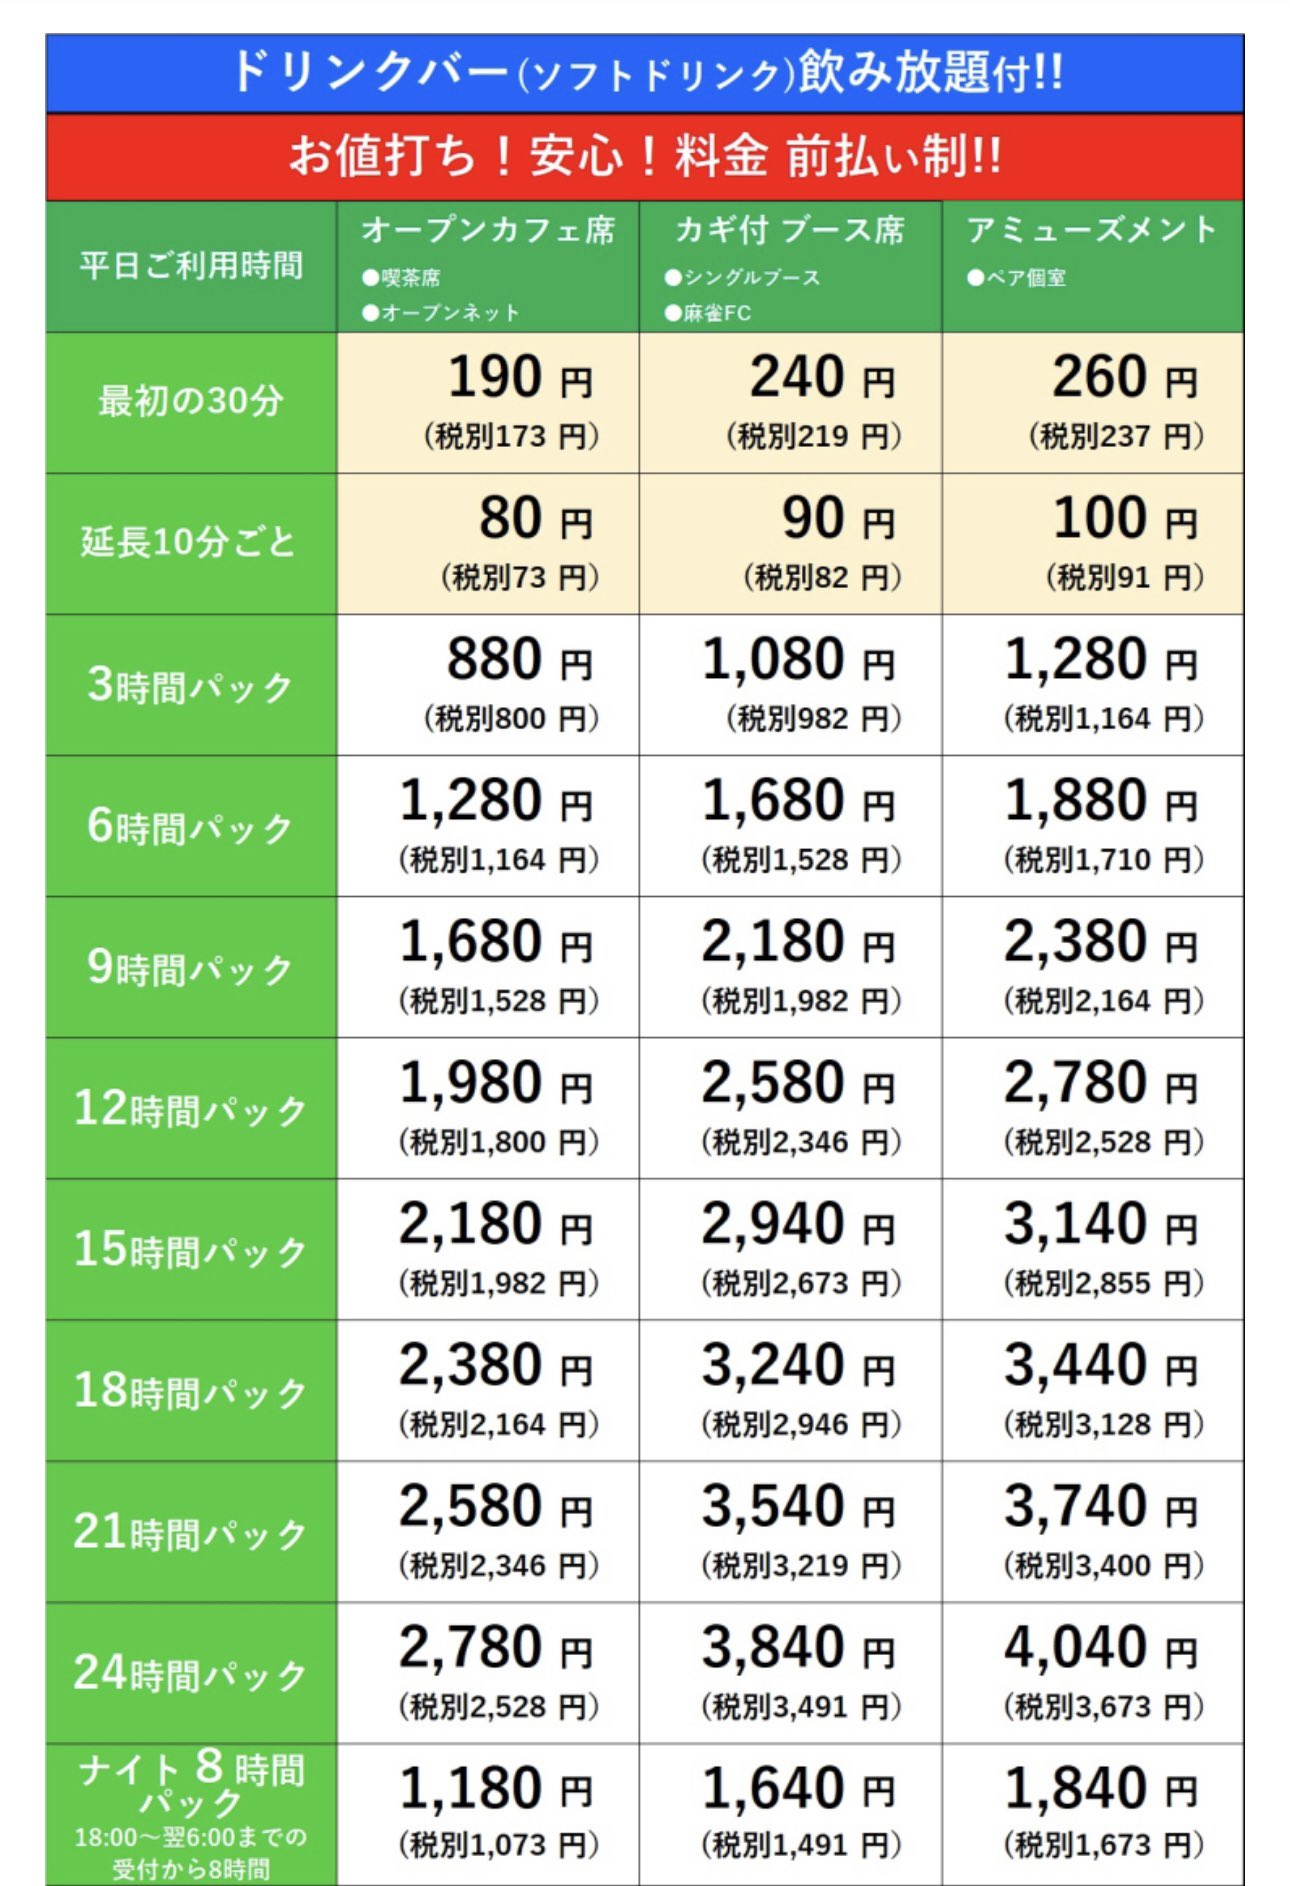 ドリンクバー(ソフトドリンク)飲み放題付!!
お値打ち！安心！料金 前払い制!!
平日ご利用時間
オープンカフェ席
●喫茶席
●オープンネット
カギ付 ブース席
●シングルブース
●麻雀FC
アミューズメント
●ペア個室
最初の30分
190 円
(税別173 円)
240 円
(税別219 円)
260 円
(税別237 円)
延長10分ごと
80 円
(税別73 円)
90 円
(税別82 円)
100 円
(税別91 円)
3時間パック
880 円
(税別800 円)
1,080 円
(税別982 円)
1,280 円
(税別1,164 円)
6時間パック
1,280 円
(税別1,164 円)
1,680 円
(税別1,528 円)
1,880 円
(税別1,710 円)
9時間パック
1,680 円
(税別1,528 円)
2,180 円
(税別1,982 円)
2,380 円
(税別2,164 円)
12時間パック
1,980 円
(税別1,800 円)
2,580 円
(税別2,346 円)
2,780 円
(税別2,528 円)
15時間パック
2,180 円
(税別1,982 円)
2,940 円
(税別2,673 円)
3,140 円
(税別2,855 円)
18時間パック
2,380 円
(税別2,164 円)
3,240 円
(税別2,946 円)
3,440 円
(税別3,128 円)
21時間パック
2,580 円
(税別2,346 円)
3,540 円
(税別3,219 円)
3,740 円
(税別3,400 円)
24時間パック
2,780 円
(税別2,528 円)
3,840 円
(税別3,491 円)
4,040 円
(税別3,673 円)
ナイト 8 時間
パック
18:00〜翌6:00までの
受付から8時間
1,180 円
(税別1,073 円)
1,640 円
(税別1,491 円)
1,840 円
(税別1,673 円)